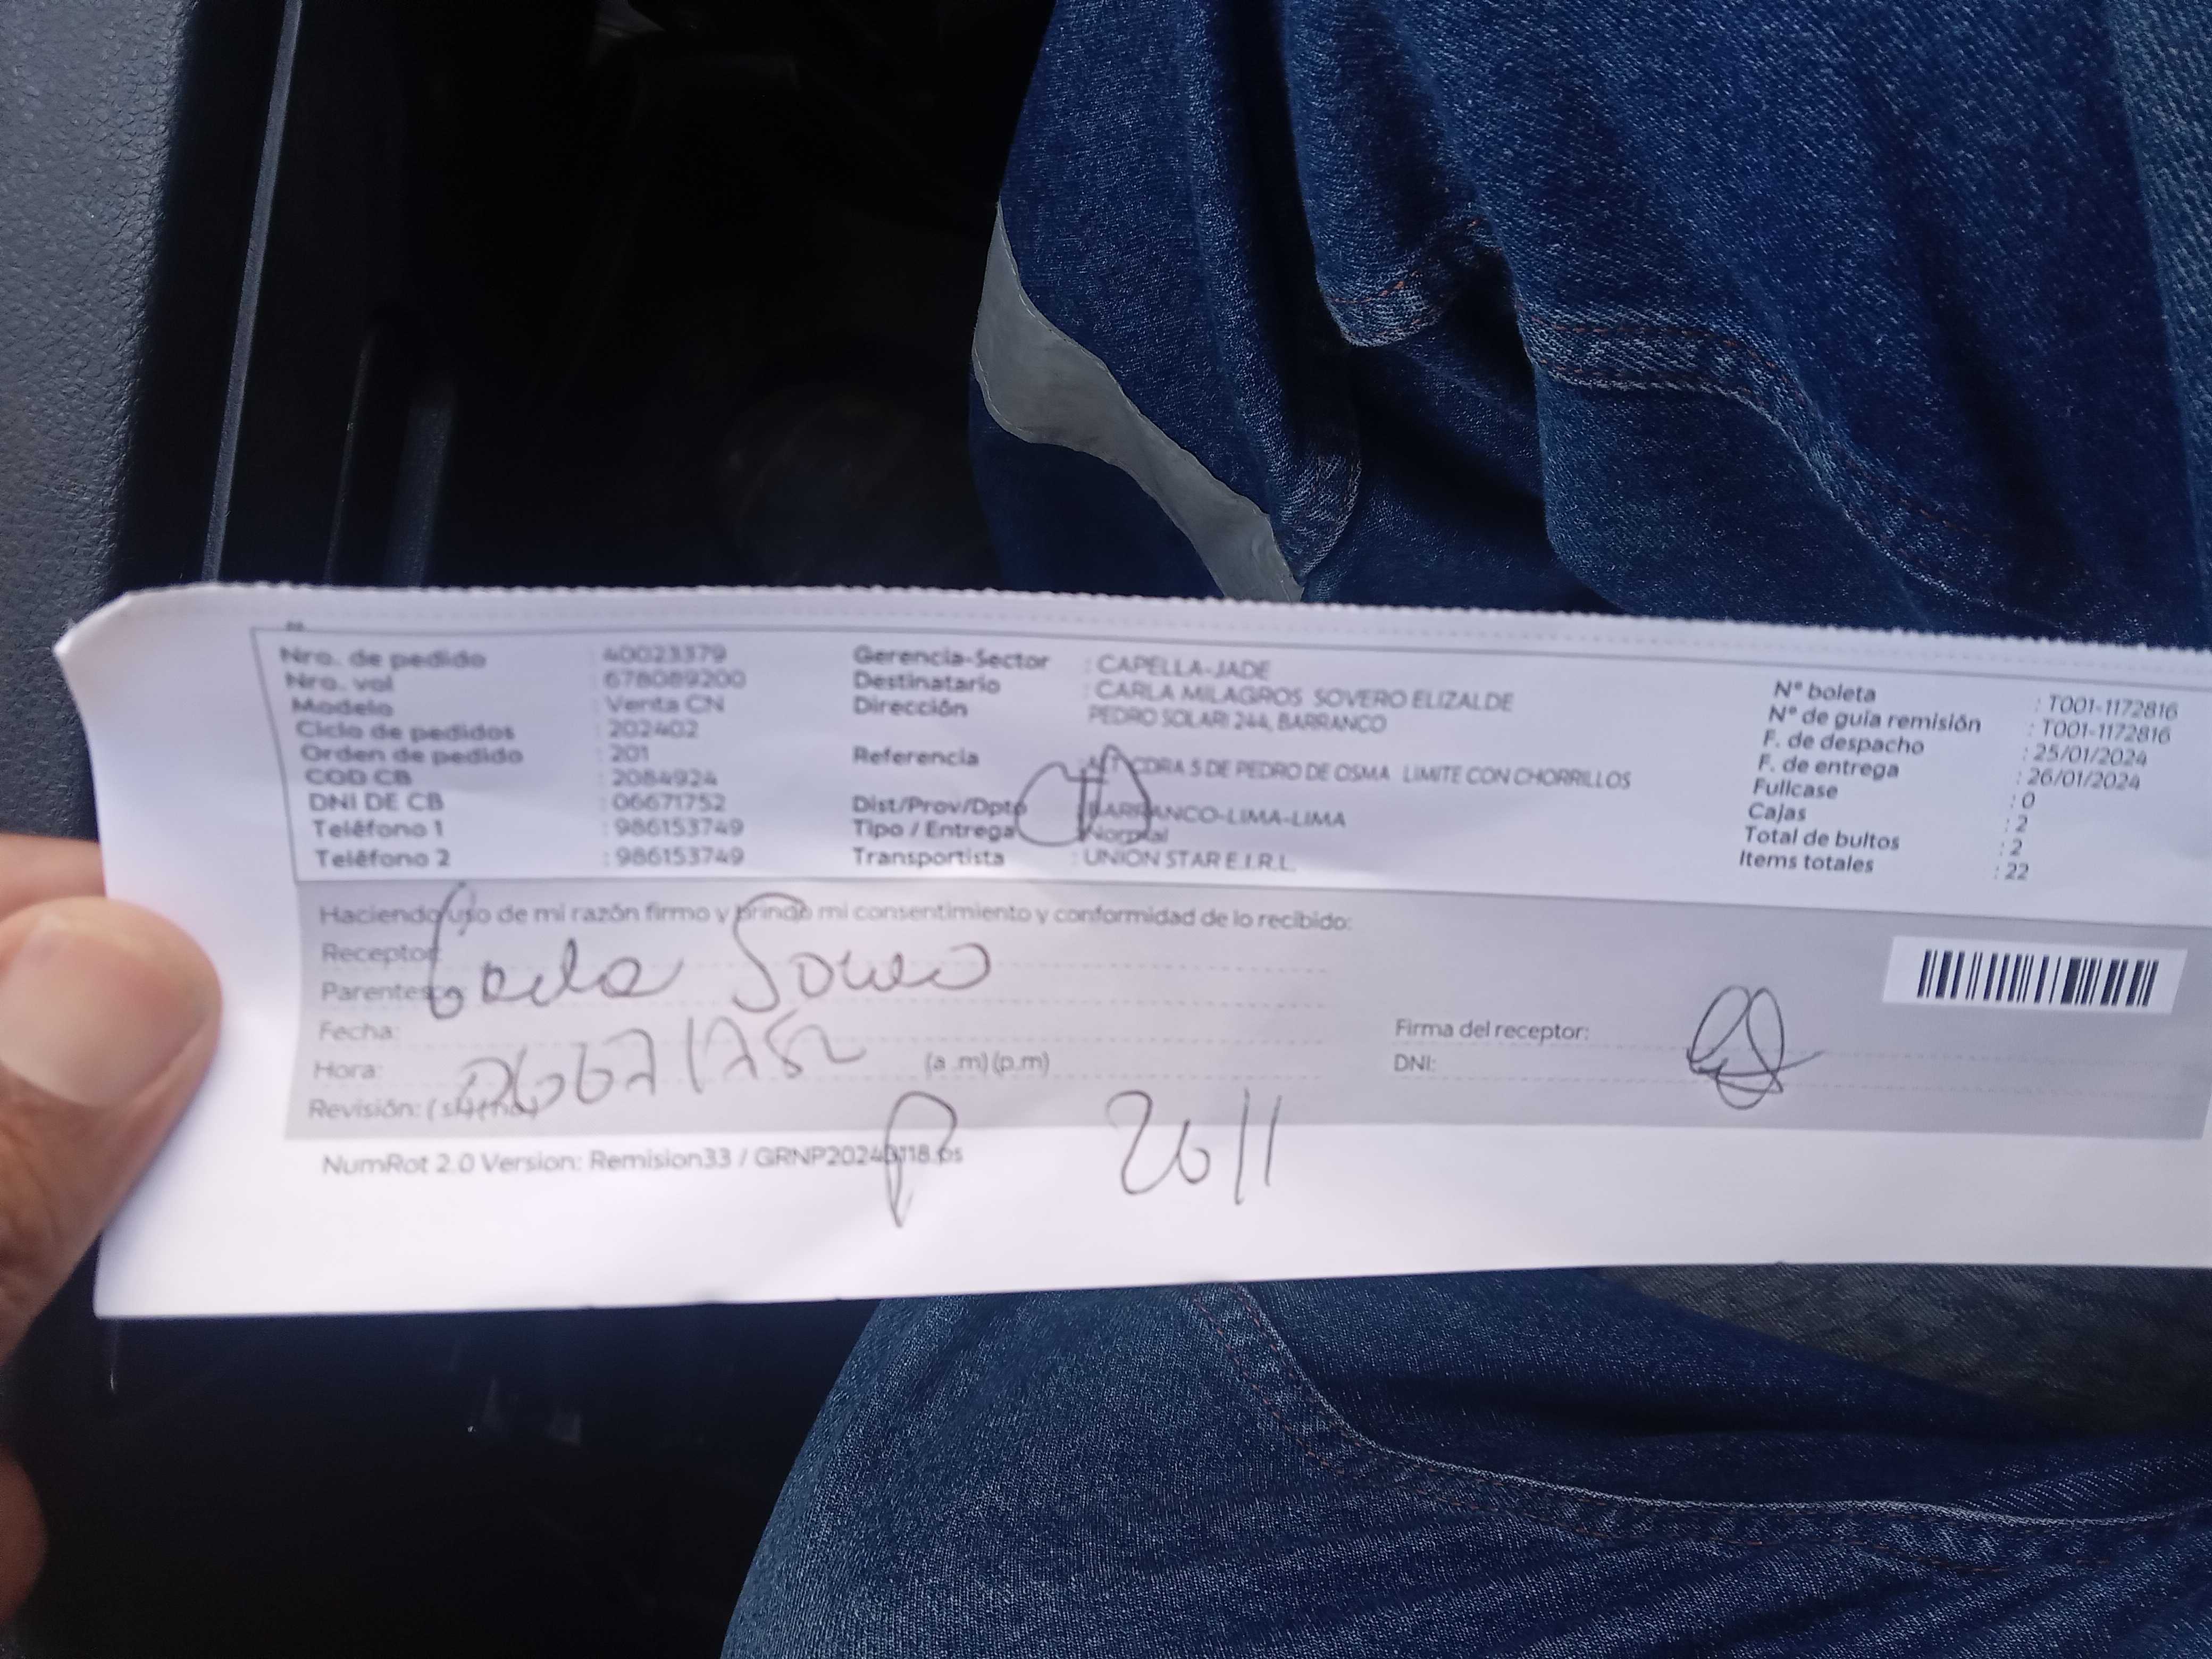 Nro. de pedido : 40023379
Nro. vol : 678089200
Modelo : Venta CN
Ciclo de pedidos : 202402
Orden de pedido : 201
COD CB : 2084924
DNI DE CB : 06671752
Teléfono 1 : 986153749
Teléfono 2 : 986153749
Gerencia-Sector : CAPELLA-JADE
Destinatario : CARLA MILAGROS SOVERO ELIZALDE
Dirección PEDRO SOLARI 244, BARRANCO
Referencia : CDRA 5 DE PEDRO DE OSMA LIMITE CON CHORRILLOS
Dist/Prov/Dpto : BARRANCO-LIMA-LIMA
Tipo / Entrega : Normal
Transportista : UNION STAR E.I.R.L.
N° boleta : T001-1172816
N° de guía remisión : T001-1172816
F. de despacho : 25/01/2024
F. de entrega : 26/01/2024
Fullcase : 0
Cajas : 2
Total de bultos : 2
Items totales : 22
Haciendo uso de mi razón firmo y brindo mi consentimiento y conformidad de lo recibido:
Receptor:
Carla Sovero
Parentesco:
Fecha:
Hora: 06671752 (a .m) (p.m)
Revisión: ( si) (no)
Firma del receptor:
DNI:
NumRot 2.0 Version: Remision33 / GRNP20240118.ps
26/1